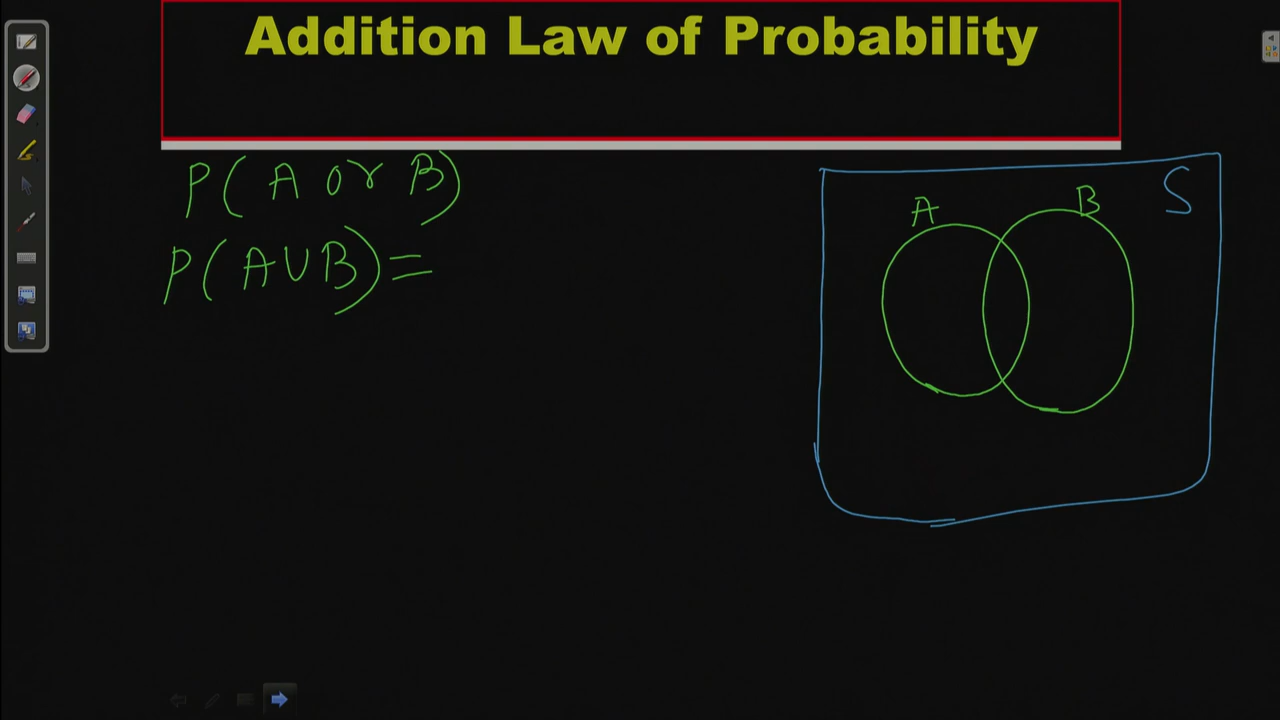 Addition Law of Probability
P( A or B)
P( A∪B)=
A
B
S